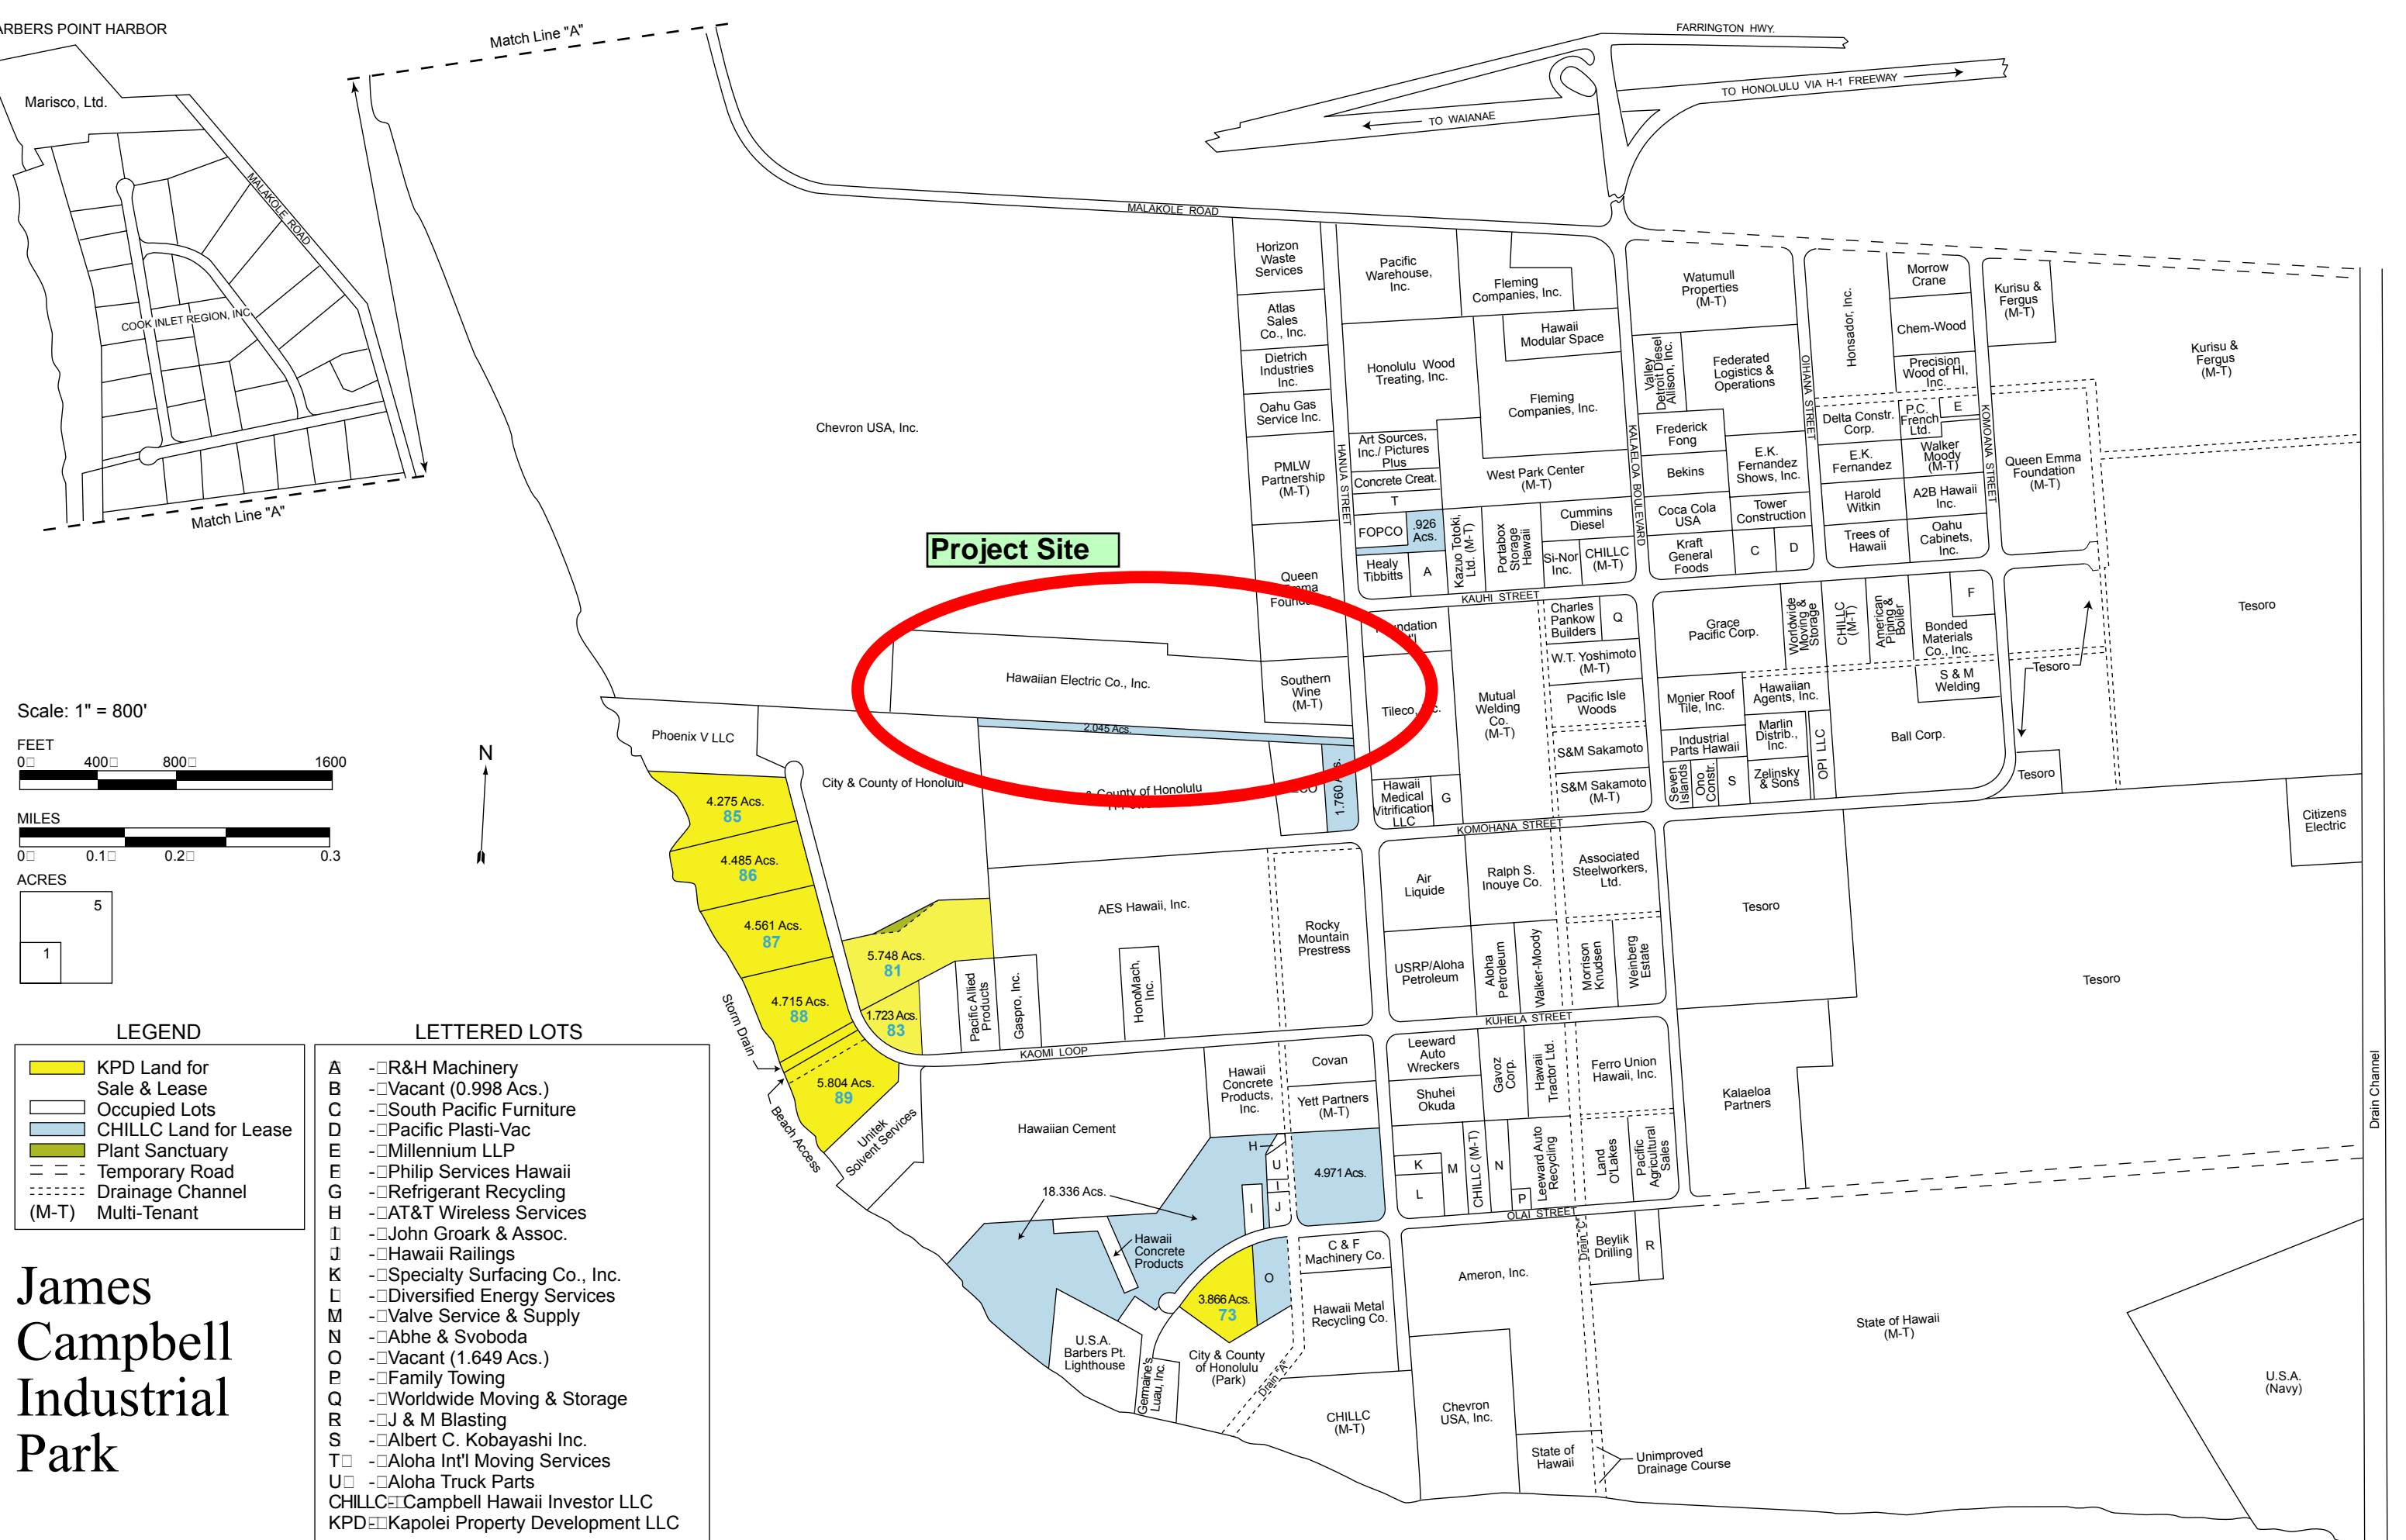 ARBERS POINT HARBOR
Marisco, Ltd.
MALAKOLE ROAD
COOK INLET REGION, INC
Match Line "A"
Match Line "A"
FARRINGTON HWY.
TO HONOLULU VIA H-1 FREEWAY
TO WAIANAE
MALAKOLE ROAD
Chevron USA, Inc.
Horizon
Waste
Services
Atlas
Sales
Co., Inc.
Dietrich
Industries
Inc.
Oahu Gas
Service Inc.
PMLW
Partnership
(M-T)
Queen
Emma
HANUA STREET
Pacific
Warehouse,
Inc.
Fleming
Companies, Inc.
Hawaii
Modular Space
Honolulu Wood
Treating, Inc.
Fleming
Companies, Inc.
Art Sources,
Inc./ Pictures
Plus
Concrete Creat.
T
West Park Center
(M-T)
FOPCO
.926
Acs.
Healy
Tibbitts
A
Kazuo Totoki,
Ltd. (M-T)
Portabox
Storage
Hawaii
Cummins
Diesel
Si-Nor
Inc.
CHILLC
(M-T)
KALAELOA BOULEVARD
Watumull
Properties
(M-T)
Valley
Detroit Diesel
Allison, Inc.
Federated
Logistics &
Operations
Frederick
Fong
Bekins
E.K.
Fernandez
Shows, Inc.
Coca Cola
USA
Tower
Construction
Kraft
General
Foods
C
D
OIHANA STREET
Honsador, Inc.
Morrow
Crane
Chem-Wood
Precision
Wood of HI,
Inc.
Delta Constr.
Corp.
P.C.
French
Ltd.
E
E.K.
Fernandez
Walker
Moody
(M-T)
Harold
Witkin
A2B Hawaii
Inc.
Trees of
Hawaii
Oahu
Cabinets,
Inc.
KOMOANA STREET
Kurisu &
Fergus
(M-T)
Kurisu &
Fergus
(M-T)
Queen Emma
Foundation
(M-T)
Tesoro
Project Site
KAUHI STREET
Hawaiian Electric Co., Inc.
Southern
Wine
(M-T)
2.045 Acs.
Phoenix V LLC
City & County of Honolulu
County of Honolulu
1.760 Acs.
Tileco, Inc.
Mutual
Welding
Co.
(M-T)
Charles
Pankow
Builders
Q
W.T. Yoshimoto
(M-T)
Pacific Isle
Woods
S&M Sakamoto
S&M Sakamoto
(M-T)
Hawaii
Medical
Vitrification
LLC
G
KOMOHANA STREET
Grace
Pacific Corp.
Worldwide
Moving &
Storage
CHILLC
(M-T)
American
Piping &
Boiler
F
Bonded
Materials
Co., Inc.
S & M
Welding
Monier Roof
Tile, Inc.
Hawaiian
Agents, Inc.
Industrial
Parts Hawaii
Marlin
Distrib.,
Inc.
OPI LLC
Ball Corp.
Seven
Islands
Ono
Constr.
S
Zelinsky
& Sons
Tesoro
Tesoro
Citizens
Electric
Scale: 1" = 800'
FEET
0 400 800 1600
MILES
0 0.1 0.2 0.3
ACRES
5
1
N
4.275 Acs.
85
4.485 Acs.
86
4.561 Acs.
87
4.715 Acs.
88
5.748 Acs.
81
1.723 Acs.
83
5.804 Acs.
89
Storm Drain
Beach Access
Unitek
Solvent Services
AES Hawaii, Inc.
Pacific Allied
Products
Gaspro, Inc.
HonoMach,
Inc.
Rocky
Mountain
Prestress
KAOMI LOOP
Air
Liquide
Ralph S.
Inouye Co.
Associated
Steelworkers,
Ltd.
USRP/Aloha
Petroleum
Aloha
Petroleum
Walker-Moody
Morrison
Knudsen
Weinberg
Estate
KUHELA STREET
Tesoro
Tesoro
Drain Channel
Hawaiian Cement
Hawaii
Concrete
Products,
Inc.
Covan
Yett Partners
(M-T)
Leeward
Auto
Wreckers
Shuhei
Okuda
Gavoz
Corp.
Hawaii
Tractor Ltd.
Ferro Union
Hawaii, Inc.
Kalaeloa
Partners
H
U
I
I
J
4.971 Acs.
K
L
M
CHILLC (M-T)
N
P
Leeward Auto
Recycling
Land
O'Lakes
Pacific
Agricultural
Sales
OLAI STREET
18.336 Acs.
Hawaii
Concrete
Products
3.866 Acs.
73
O
C & F
Machinery Co.
Hawaii Metal
Recycling Co.
U.S.A.
Barbers Pt.
Lighthouse
Germaine's
Luau, Inc.
City & County
of Honolulu
(Park)
Drain "A"
CHILLC
(M-T)
Ameron, Inc.
Drain "C"
Beylik
Drilling
R
Chevron
USA, Inc.
State of
Hawaii
Unimproved
Drainage Course
State of Hawaii
(M-T)
U.S.A.
(Navy)
LEGEND
KPD Land for
Sale & Lease
Occupied Lots
CHILLC Land for Lease
Plant Sanctuary
Temporary Road
Drainage Channel
(M-T) Multi-Tenant
LETTERED LOTS
A - R&H Machinery
B - Vacant (0.998 Acs.)
C - South Pacific Furniture
D - Pacific Plasti-Vac
E - Millennium LLP
F - Philip Services Hawaii
G - Refrigerant Recycling
H - AT&T Wireless Services
I - John Groark & Assoc.
J - Hawaii Railings
K - Specialty Surfacing Co., Inc.
L - Diversified Energy Services
M - Valve Service & Supply
N - Abhe & Svoboda
O - Vacant (1.649 Acs.)
P - Family Towing
Q - Worldwide Moving & Storage
R - J & M Blasting
S - Albert C. Kobayashi Inc.
T - Aloha Int'l Moving Services
U - Aloha Truck Parts
CHILLC - Campbell Hawaii Investor LLC
KPD - Kapolei Property Development LLC
James
Campbell
Industrial
Park